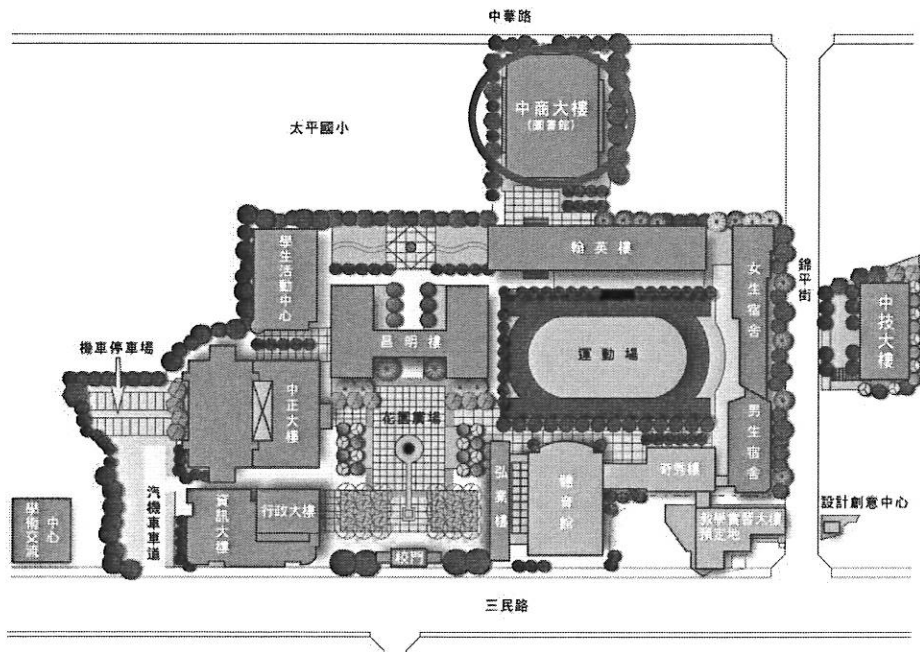 中華路
中商大樓
(圖書館)
太平國小
翰英樓
學生活動中心
女生宿舍
錦平街
中技大樓
昌明樓
運動場
機車停車場
中正大樓
花園廣場
男生宿舍
弘業樓
體育館
奇秀樓
汽機車車道
資訊大樓
行政大樓
學術交流
中心
教學實習大樓
預定地
設計創意中心
校門
三民路